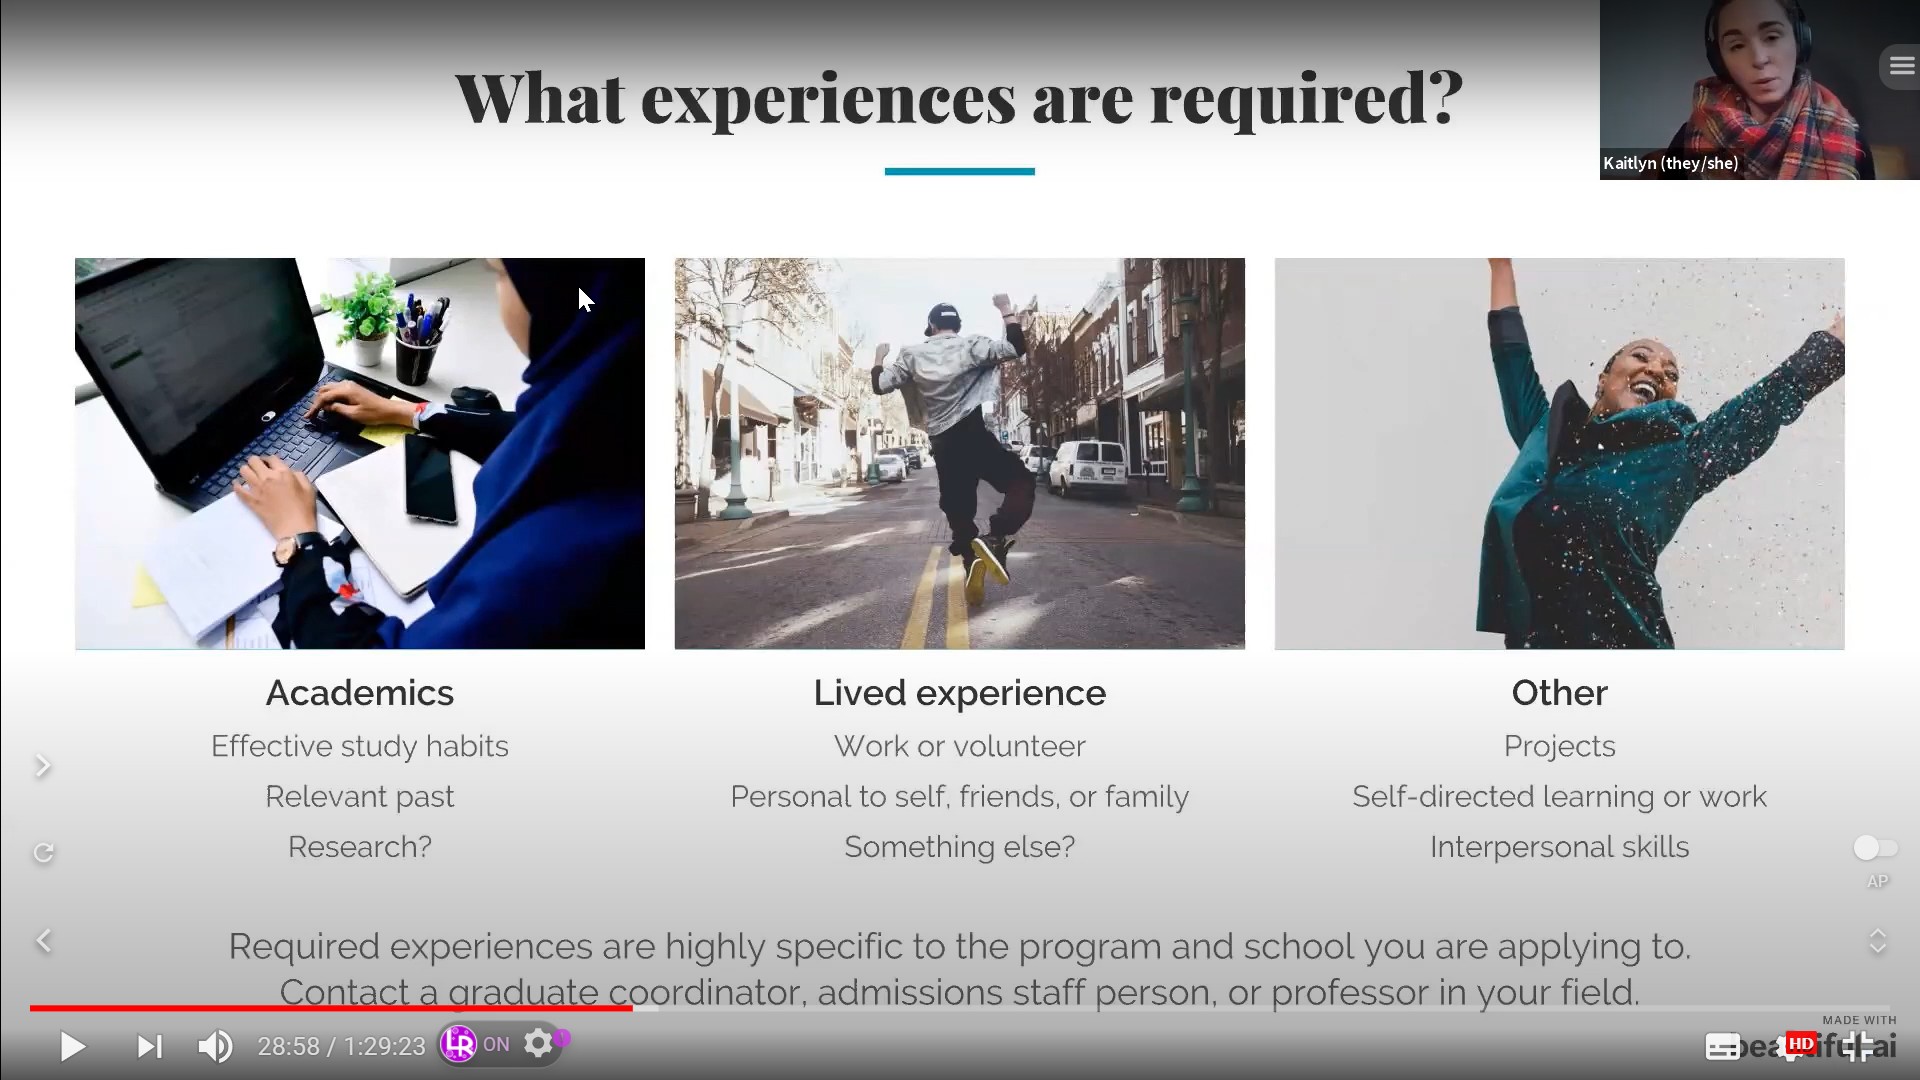 What experiences are required?
Kaitlyn (they/she)
Academics
Effective study habits
Relevant past
Research?
Lived experience
Work or volunteer
Personal to self, friends, or family
Something else?
Other
Projects
Self-directed learning or work
Interpersonal skills
AP
Required experiences are highly specific to the program and school you are applying to.
Contact a graduate coordinator, admissions staff person, or professor in your field.
MADE WITH
beautiful.ai
28:58 / 1:29:23
LR ON
HD